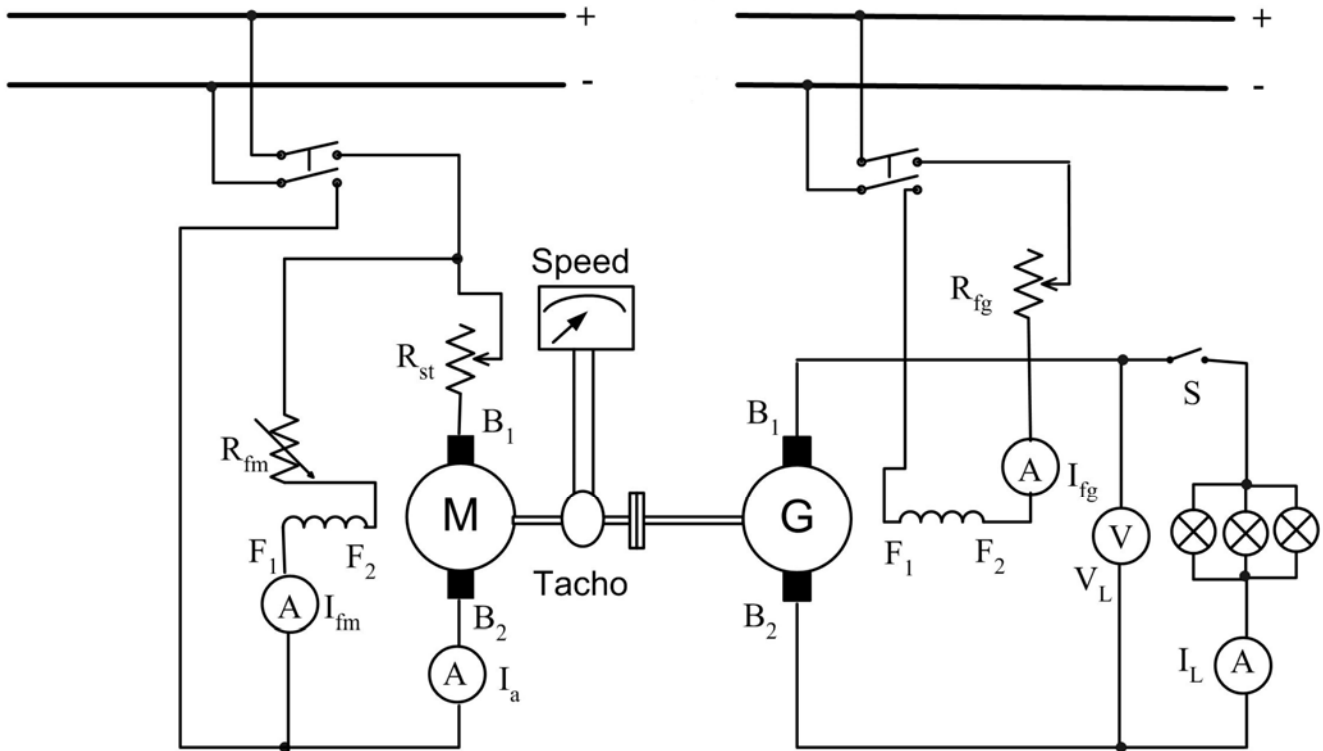 +
-
+
-
Speed
R_st
R_fg
B_1
R_fm
M
F_1
F_2
A
I_fm
Tacho
B_2
A
I_a
S
B_1
G
A
I_fg
F_1
F_2
V
V_L
B_2
I_L
A